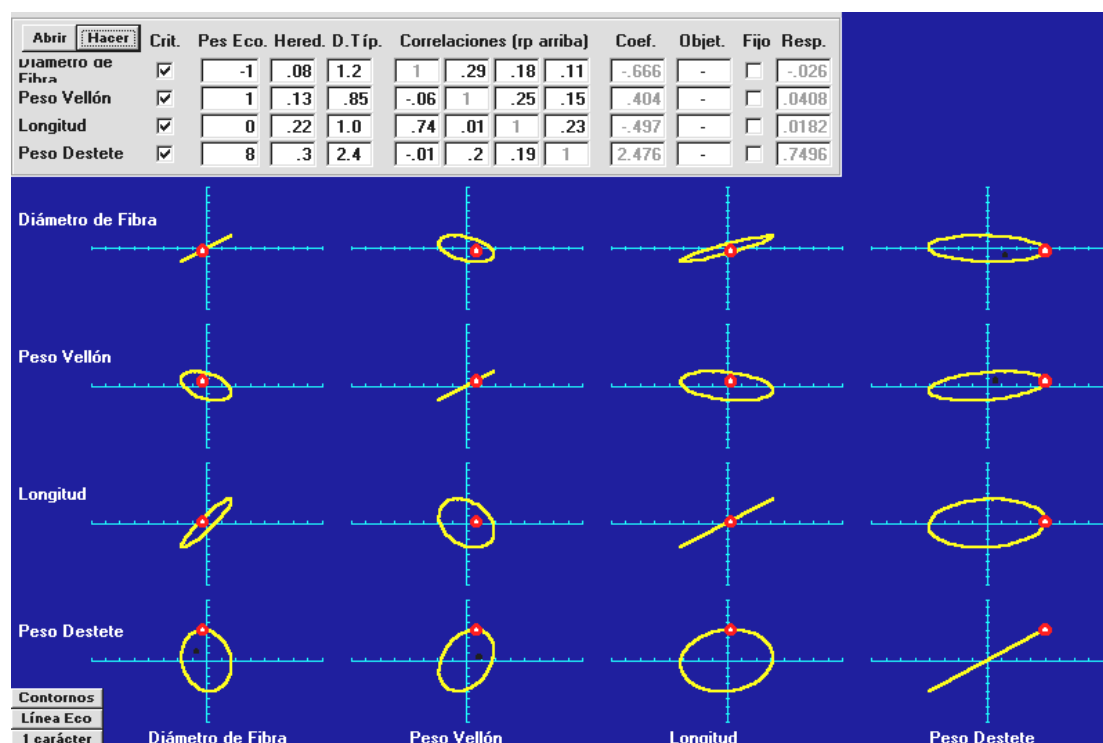 Abrir Hacer Crit. Pes Eco. Hered. D.Típ. Correlaciones (rp arriba) Coef. Objet. Fijo Resp.
Diámetro de
Fibra -1 .08 1.2 1 .29 .18 .11 -.666 - -.026
Peso Vellón 1 .13 .85 -.06 1 .25 .15 .404 - .0408
Longitud 0 .22 1.0 .74 .01 1 .23 -.497 - .0182
Peso Destete 8 .3 2.4 -.01 .2 .19 1 2.476 - .7496
Diámetro de Fibra
Peso Vellón
Longitud
Peso Destete
Contornos
Línea Eco
1 carácter
Diámetro de Fibra Peso Vellón Longitud Peso Destete